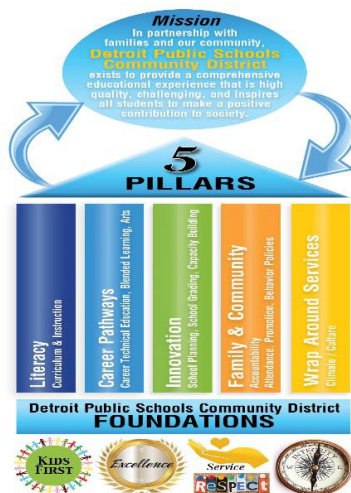 Mission
In partnership with
families and our community,
Detroit Public Schools
Community District
exists to provide a comprehensive
educational experience that is high
quality, challenging, and inspires
all students to make a positive
contribution to society.
5
PILLARS
Literacy
Curriculum & Instruction
Career Pathways
Career Technical Education, Blended Learning, Arts
Innovation
School Planning, School Grading, Capacity Building
Family & Community
Accountability
Attendance, Promotion, Behavior Policies
Wrap Around Services
Climate / Culture
Detroit Public Schools Community District
FOUNDATIONS
KIDS
FIRST
Excellence
Service
ReSPecT